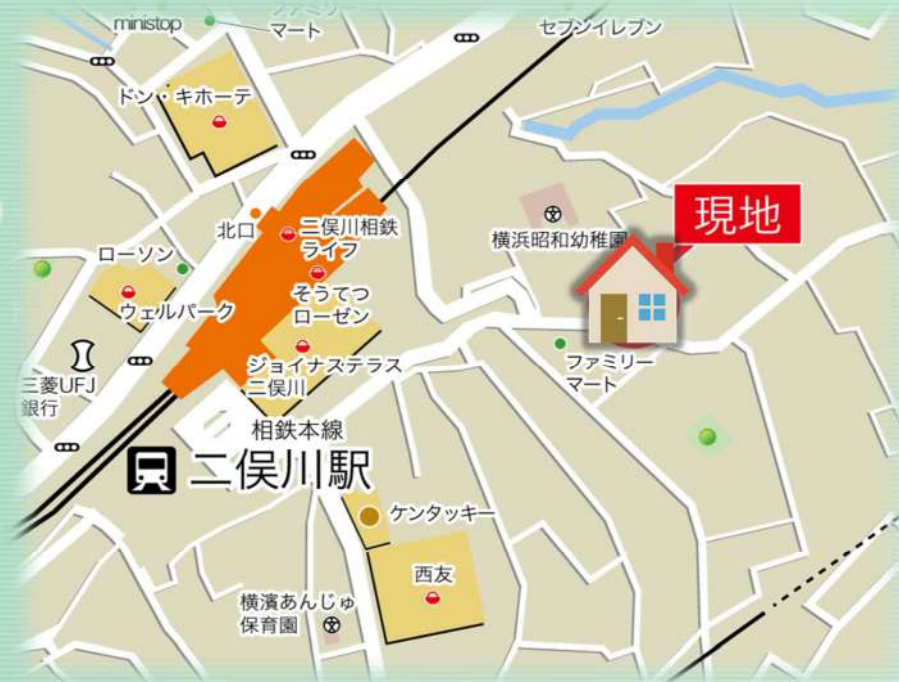 ministop
ファミリー
マート
セブンイレブン
ドン・キホーテ
北口
二俣川相鉄
ライフ
横浜昭和幼稚園
現地
ローソン
ウェルパーク
そうてつ
ローゼン
ジョイナステラス
二俣川
ファミリー
マート
三菱UFJ
銀行
相鉄本線
二俣川駅
ケンタッキー
西友
横濱あんじゅ
保育園